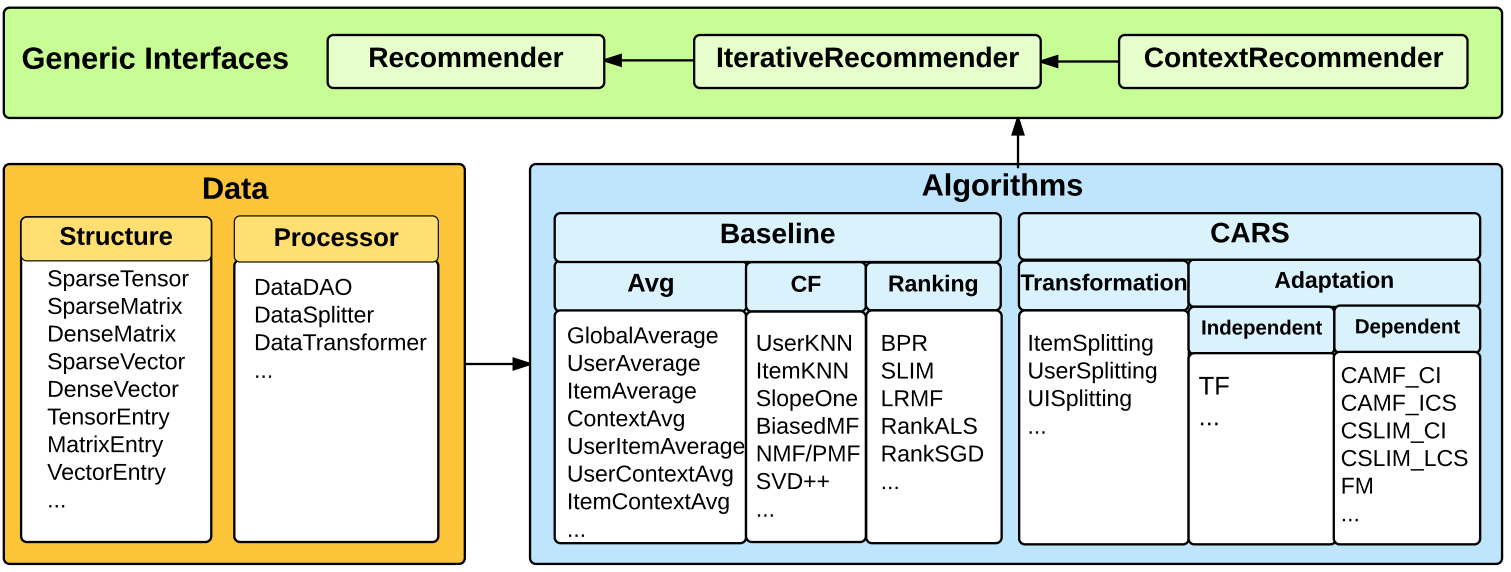 Generic Interfaces
Recommender
IterativeRecommender
ContextRecommender
Data
Structure
SparseTensor
SparseMatrix
DenseMatrix
SparseVector
DenseVector
TensorEntry
MatrixEntry
VectorEntry
...
Processor
DataDAO
DataSplitter
DataTransformer
...
Algorithms
Baseline
Avg
GlobalAverage
UserAverage
ItemAverage
ContextAvg
UserItemAverage
UserContextAvg
ItemContextAvg
...
CF
UserKNN
ItemKNN
SlopeOne
BiasedMF
NMF/PMF
SVD++
...
Ranking
BPR
SLIM
LRMF
RankALS
RankSGD
...
CARS
Transformation
ItemSplitting
UserSplitting
UISplitting
...
Adaptation
Independent
TF
...
Dependent
CAMF_CI
CAMF_ICS
CSLIM_CI
CSLIM_LCS
FM
...